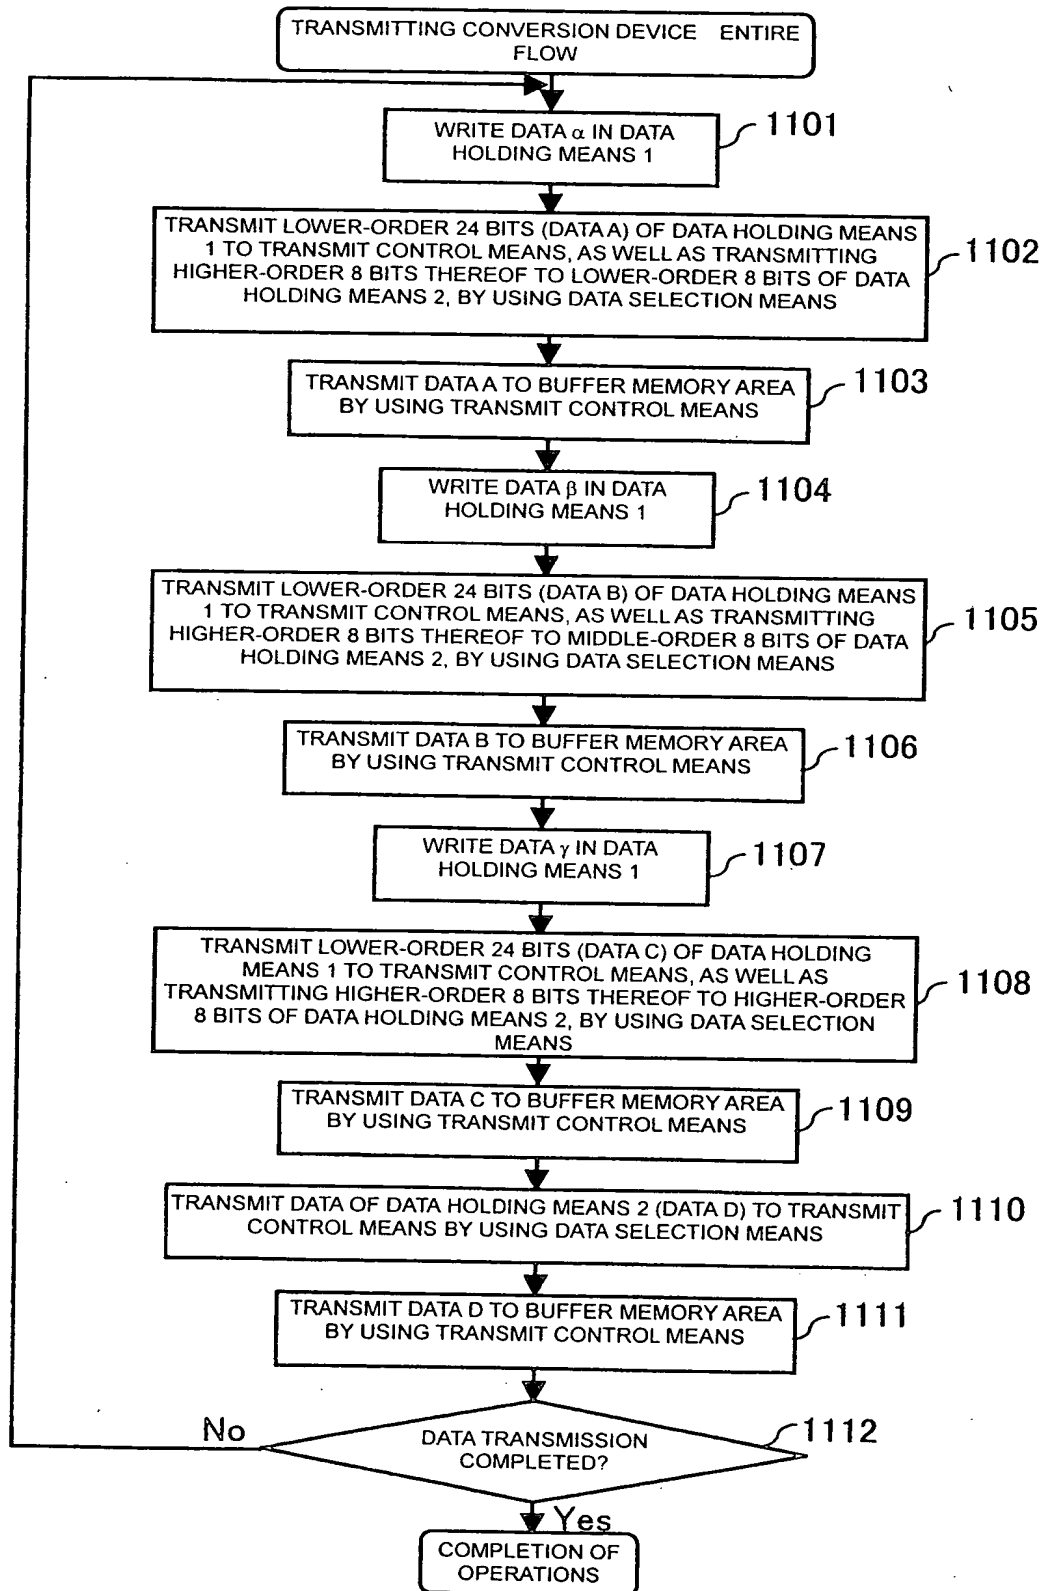 TRANSMITTING CONVERSION DEVICE ENTIRE
FLOW
WRITE DATA α IN DATA
HOLDING MEANS 1
1101
TRANSMIT LOWER-ORDER 24 BITS (DATA A) OF DATA HOLDING MEANS
1 TO TRANSMIT CONTROL MEANS, AS WELL AS TRANSMITTING
HIGHER-ORDER 8 BITS THEREOF TO LOWER-ORDER 8 BITS OF DATA
HOLDING MEANS 2, BY USING DATA SELECTION MEANS
1102
TRANSMIT DATA A TO BUFFER MEMORY AREA
BY USING TRANSMIT CONTROL MEANS
1103
WRITE DATA β IN DATA
HOLDING MEANS 1
1104
TRANSMIT LOWER-ORDER 24 BITS (DATA B) OF DATA HOLDING MEANS
1 TO TRANSMIT CONTROL MEANS, AS WELL AS TRANSMITTING
HIGHER-ORDER 8 BITS THEREOF TO MIDDLE-ORDER 8 BITS OF DATA
HOLDING MEANS 2, BY USING DATA SELECTION MEANS
1105
TRANSMIT DATA B TO BUFFER MEMORY AREA
BY USING TRANSMIT CONTROL MEANS
1106
WRITE DATA γ IN DATA
HOLDING MEANS 1
1107
TRANSMIT LOWER-ORDER 24 BITS (DATA C) OF DATA HOLDING
MEANS 1 TO TRANSMIT CONTROL MEANS, AS WELL AS
TRANSMITTING HIGHER-ORDER 8 BITS THEREOF TO HIGHER-ORDER
8 BITS OF DATA HOLDING MEANS 2, BY USING DATA SELECTION
MEANS
1108
TRANSMIT DATA C TO BUFFER MEMORY AREA
BY USING TRANSMIT CONTROL MEANS
1109
TRANSMIT DATA OF DATA HOLDING MEANS 2 (DATA D) TO TRANSMIT
CONTROL MEANS BY USING DATA SELECTION MEANS
1110
TRANSMIT DATA D TO BUFFER MEMORY AREA
BY USING TRANSMIT CONTROL MEANS
1111
No
DATA TRANSMISSION
COMPLETED?
1112
Yes
COMPLETION OF
OPERATIONS